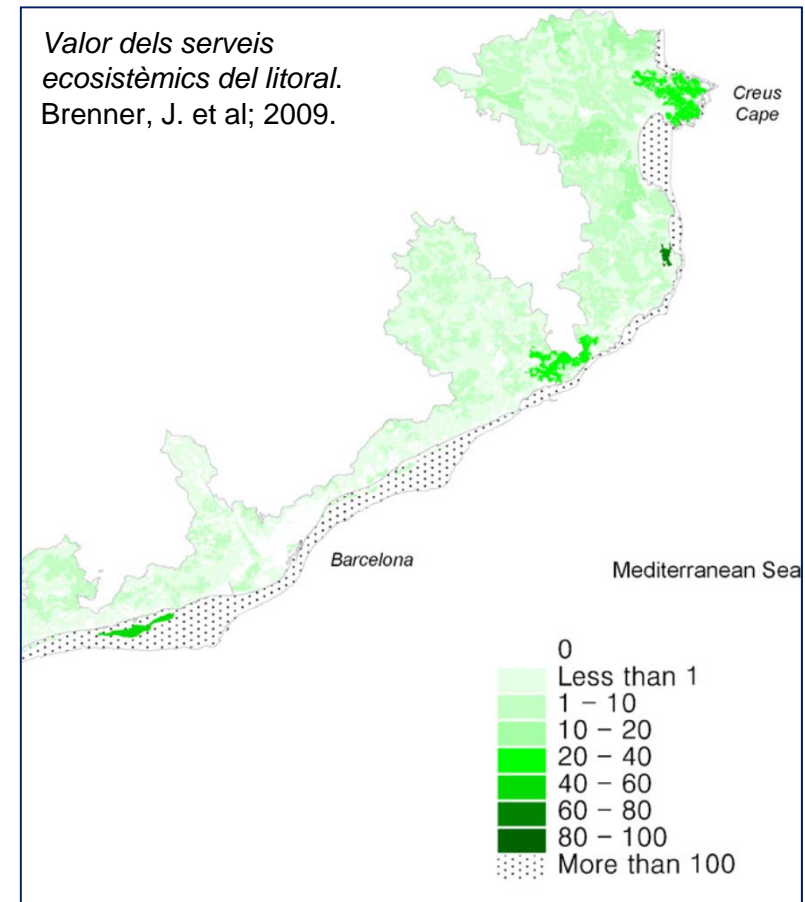 Valor dels serveis
ecosistèmics del litoral.
Brenner, J. et al; 2009.
Creus
Cape
Barcelona
Mediterranean Sea
0
Less than 1
1 – 10
10 – 20
20 – 40
40 – 60
60 – 80
80 – 100
More than 100